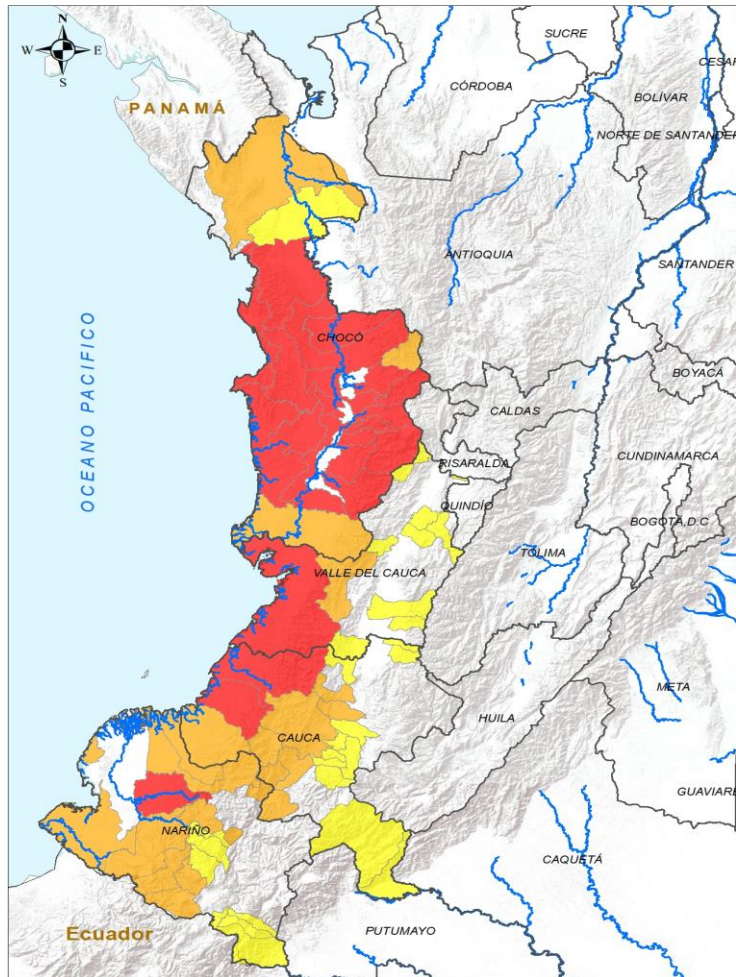 N
W E
S
SUCRE
CESAR
CÓRDOBA
BOLÍVAR
PANAMÁ
NORTE DE SANTANDER
ANTIOQUIA
SANTANDER
OCEANO PACIFICO
CHOCÓ
BOYACÁ
CALDAS
CUNDINAMARCA
RISARALDA
QUINDÍO
BOGOTÁ D.C
TOLIMA
VALLE DEL CAUCA
META
HUILA
CAUCA
GUAVIARE
NARIÑO
CAQUETÁ
Ecuador
PUTUMAYO